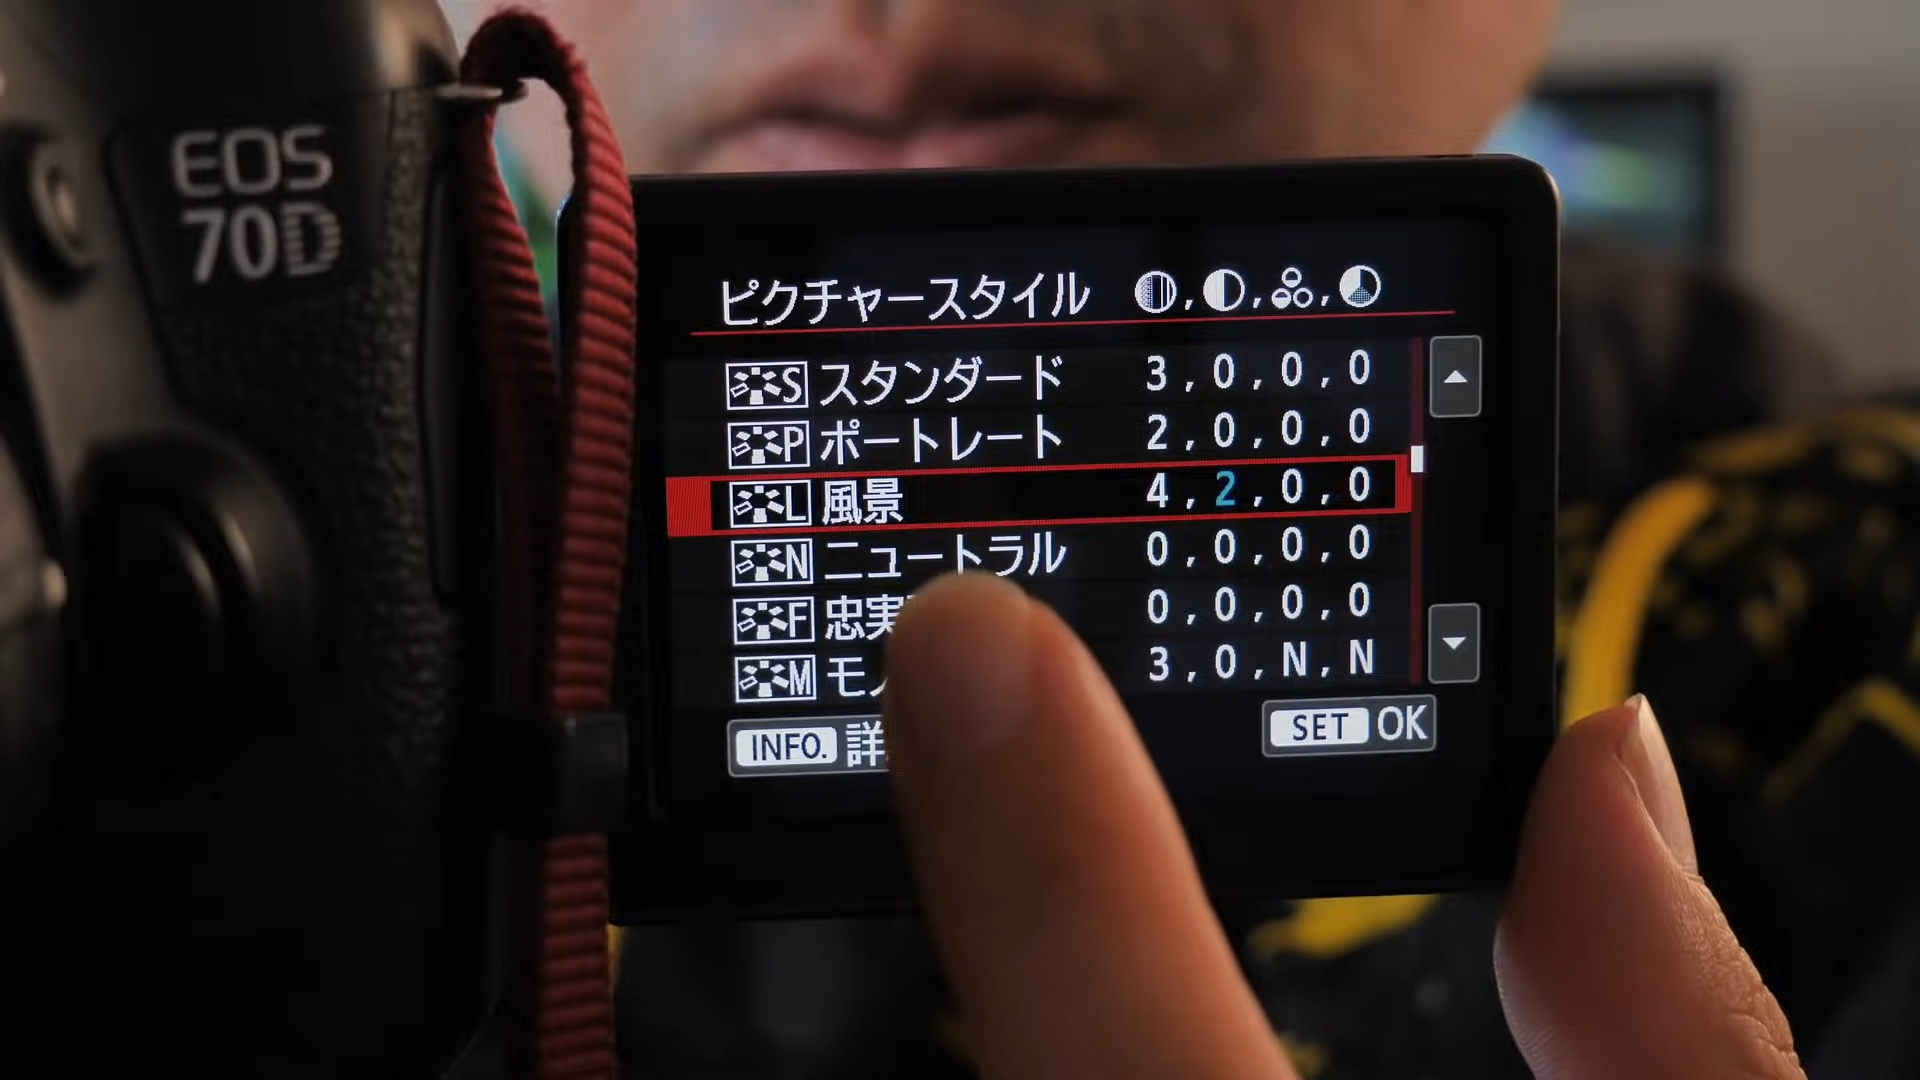 EOS
70D
ピクチャースタイル
S スタンダード 3,0,0,0
P ポートレート 2,0,0,0
L 風景 4,2,0,0
N ニュートラル 0,0,0,0
F 忠実 0,0,0,0
M モ 3,0,N,N
INFO. 詳 SET OK